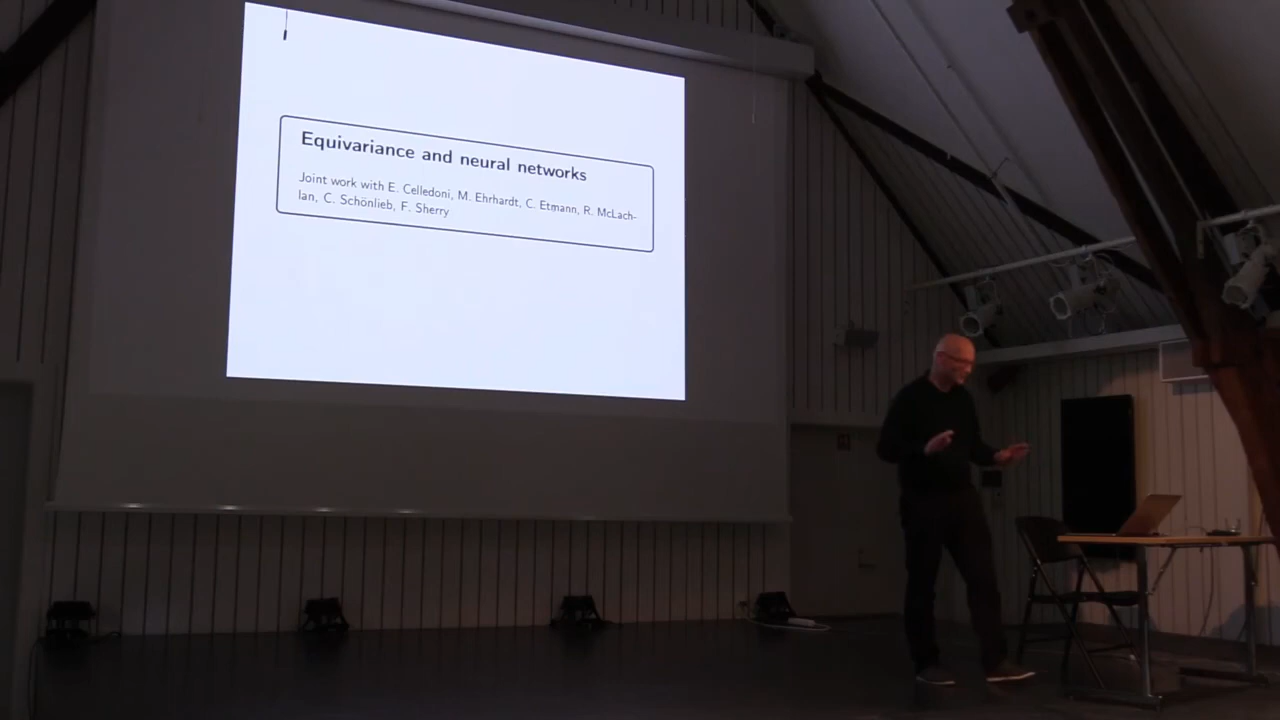 Equivariance and neural networks
Joint work with E. Celledoni, M. Ehrhardt, C. Etmann, R. McLach-
lan, C. Schönlieb, F. Sherry